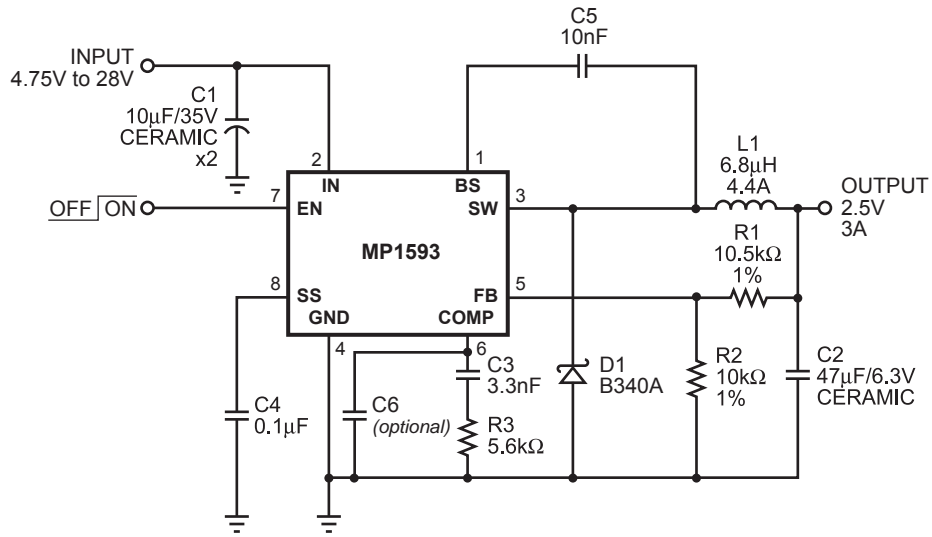 C5
10nF
INPUT
4.75V to 28V
C1
10μF/35V
CERAMIC
x2
2
1
L1
6.8μH
4.4A
IN
BS
7
3
OFF ON
EN
SW
OUTPUT
2.5V
3A
R1
10.5kΩ
1%
MP1593
8
5
SS
FB
GND
COMP
4
6
C3
3.3nF
D1
B340A
R2
10kΩ
1%
C2
47μF/6.3V
CERAMIC
C4
0.1μF
C6
(optional)
R3
5.6kΩ